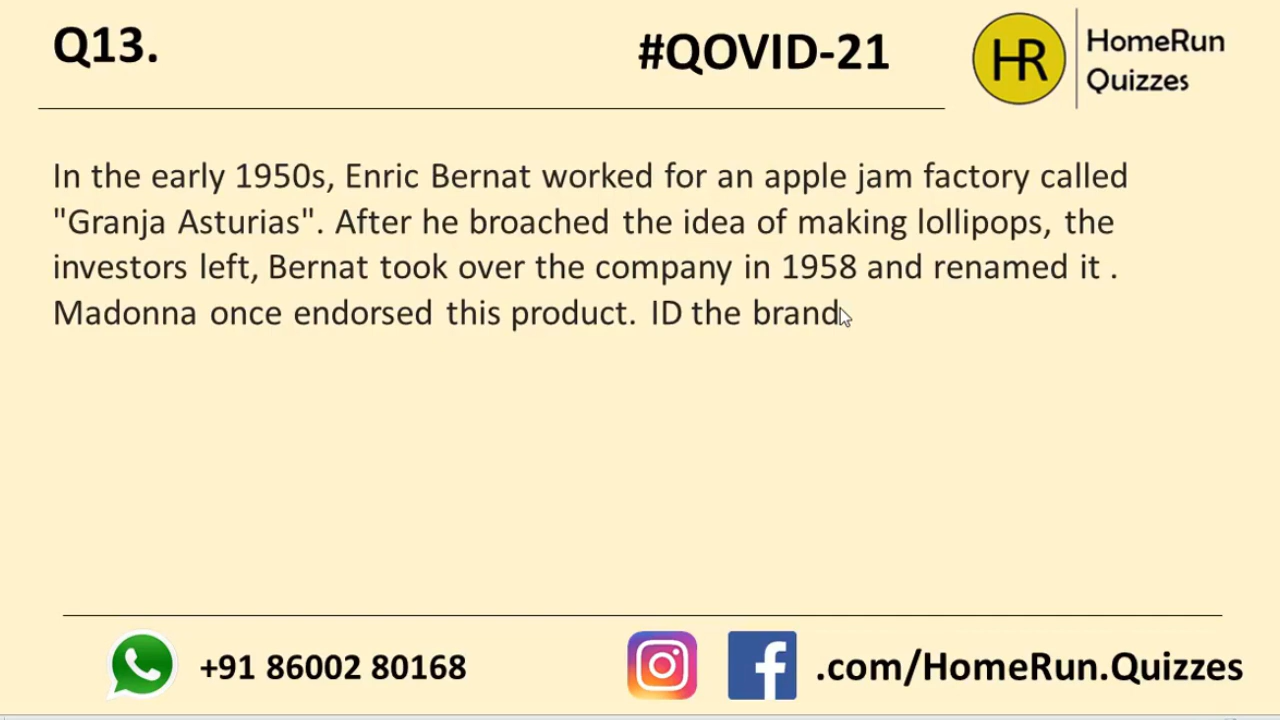 Q13.
#QOVID-21
HR
HomeRun
Quizzes
In the early 1950s, Enric Bernat worked for an apple jam factory called
"Granja Asturias". After he broached the idea of making lollipops, the
investors left, Bernat took over the company in 1958 and renamed it .
Madonna once endorsed this product. ID the brand
+91 86002 80168
.com/HomeRun.Quizzes